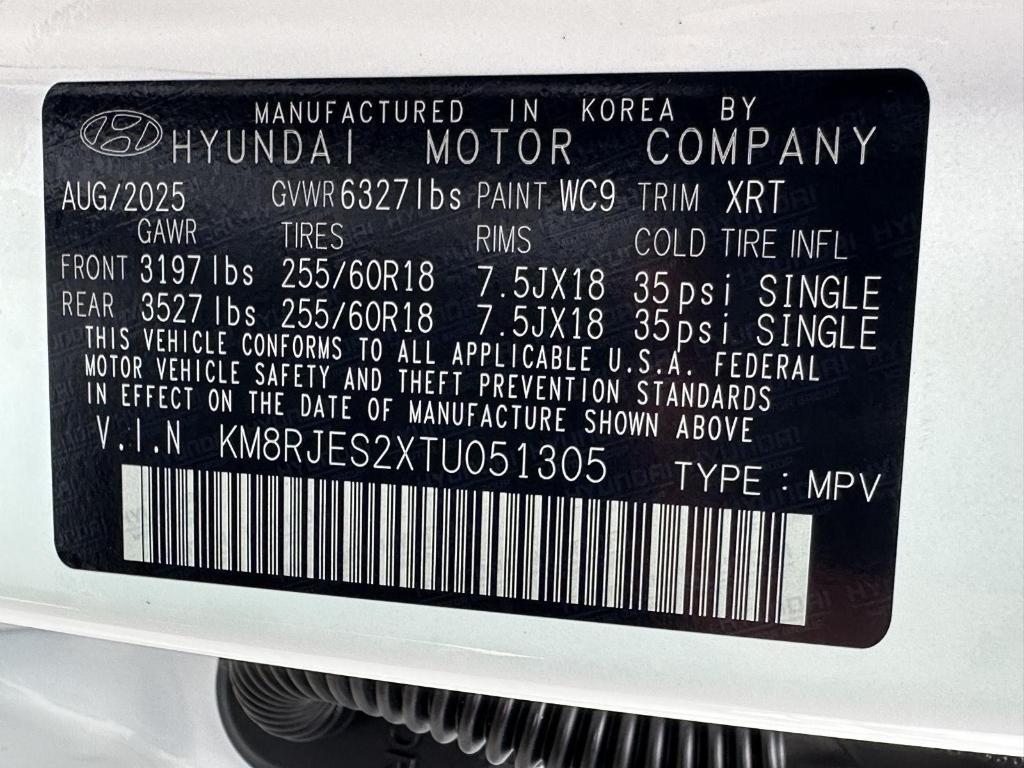 MANUFACTURED IN KOREA BY
HYUNDAI MOTOR COMPANY
AUG/2025 GVWR 6327lbs PAINT WC9 TRIM XRT
GAWR TIRES RIMS COLD TIRE INFL
FRONT 3197lbs 255/60R18 7.5JX18 35psi SINGLE
REAR 3527lbs 255/60R18 7.5JX18 35psi SINGLE
THIS VEHICLE CONFORMS TO ALL APPLICABLE U.S.A. FEDERAL
MOTOR VEHICLE SAFETY AND THEFT PREVENTION STANDARDS
IN EFFECT ON THE DATE OF MANUFACTURE SHOWN ABOVE
V.I.N KM8RJES2XTU051305 TYPE : MPV